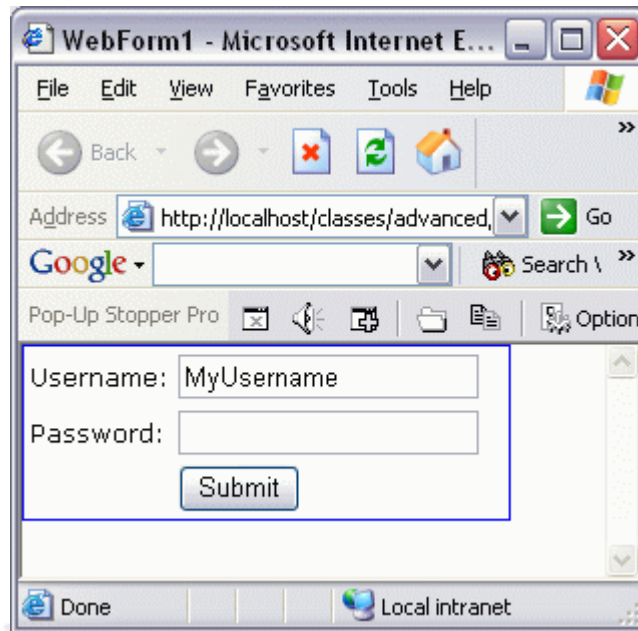 WebForm1 - Microsoft Internet E...
File Edit View Favorites Tools Help
Back
Address http://localhost/classes/advanced, Go
Google Search \
Pop-Up Stopper Pro Option
Username: MyUsername
Password:
Submit
Done Local intranet